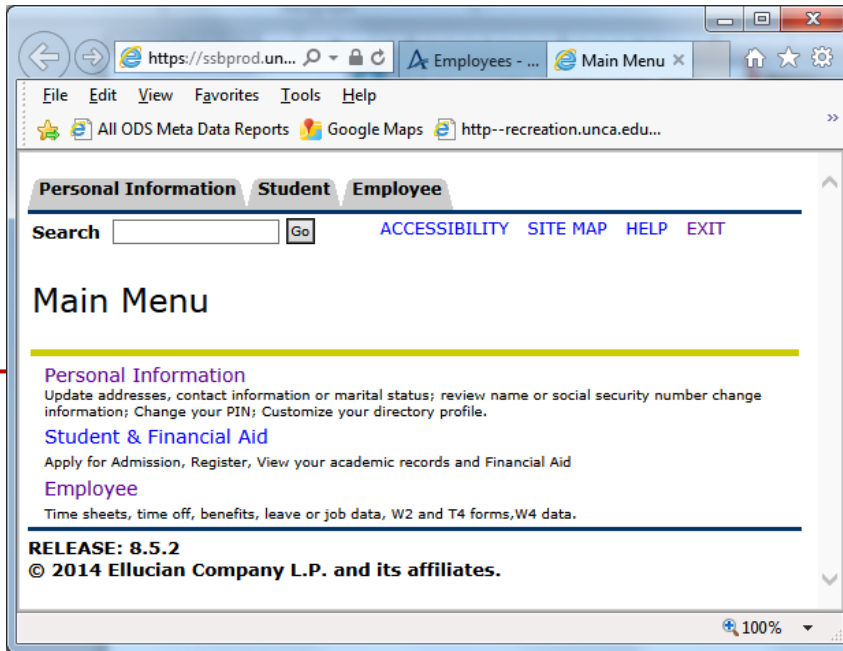 https://ssbprod.un...
Employees - ...
Main Menu
File Edit View Favorites Tools Help
All ODS Meta Data Reports Google Maps http--recreation.unca.edu...
Personal Information Student Employee
Search Go ACCESSIBILITY SITE MAP HELP EXIT
Main Menu
Personal Information
Update addresses, contact information or marital status; review name or social security number change
information; Change your PIN; Customize your directory profile.
Student & Financial Aid
Apply for Admission, Register, View your academic records and Financial Aid
Employee
Time sheets, time off, benefits, leave or job data, W2 and T4 forms,W4 data.
RELEASE: 8.5.2
© 2014 Ellucian Company L.P. and its affiliates.
100%